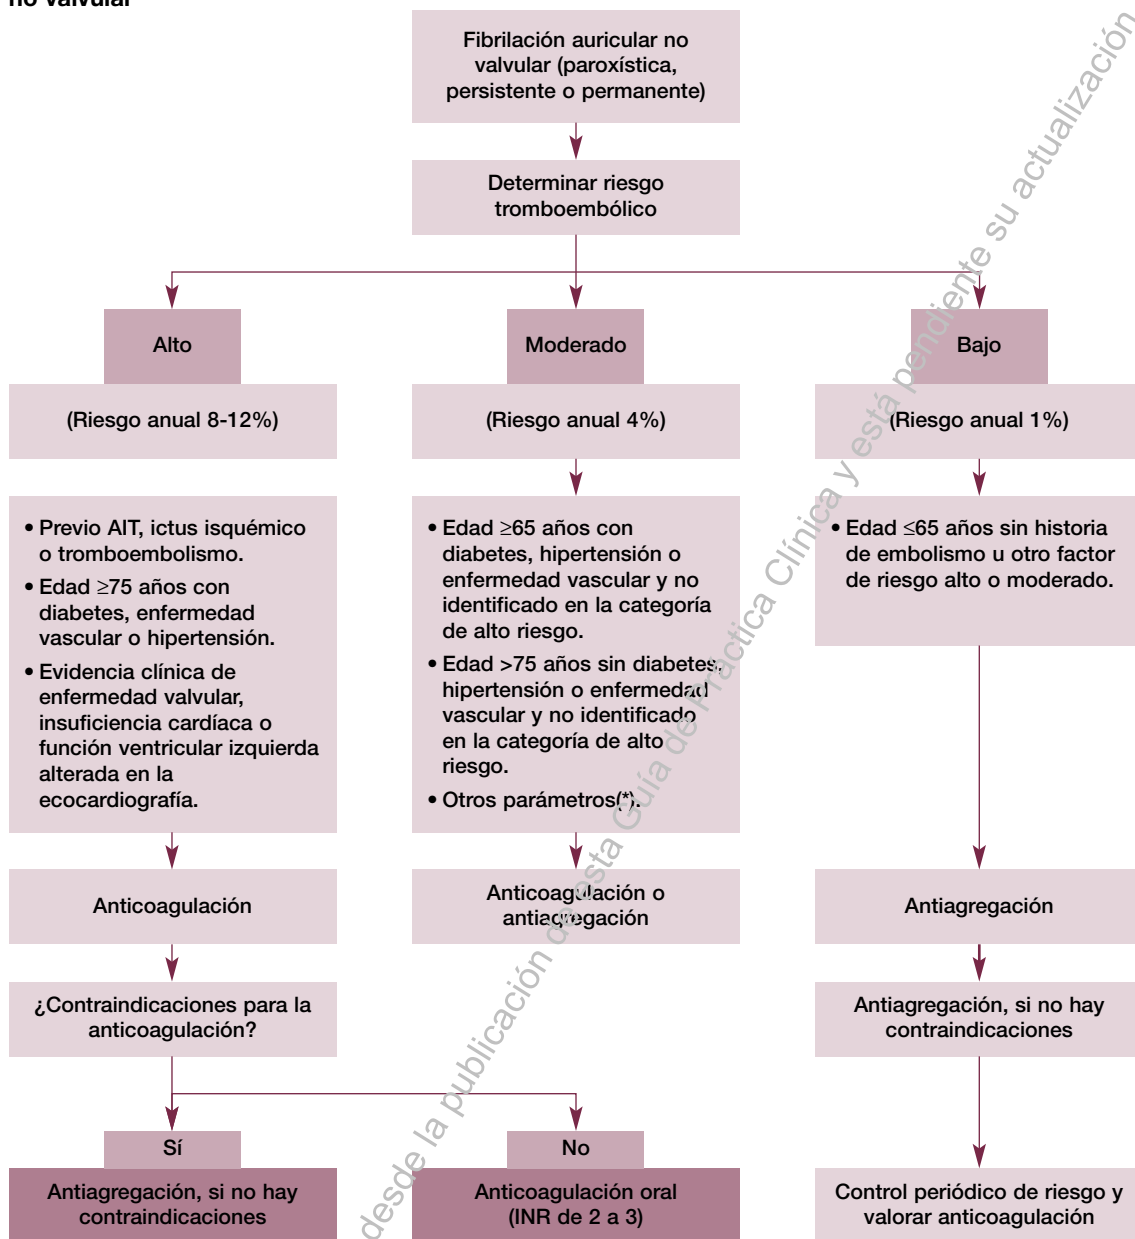 no valvular
Fibrilación auricular no
valvular (paroxística,
persistente o permanente)
Determinar riesgo
tromboembólico
Alto
(Riesgo anual 8-12%)
• Previo AIT, ictus isquémico
o tromboembolismo.
• Edad ≥75 años con
diabetes, enfermedad
vascular o hipertensión.
• Evidencia clínica de
enfermedad valvular,
insuficiencia cardíaca o
función ventricular izquierda
alterada en la
ecocardiografía.
Anticoagulación
¿Contraindicaciones para la
anticoagulación?
Sí
Antiagregación, si no hay
contraindicaciones
Moderado
(Riesgo anual 4%)
• Edad ≥65 años con
diabetes, hipertensión o
enfermedad vascular y no
identificado en la categoría
de alto riesgo.
• Edad >75 años sin diabetes,
hipertensión o enfermedad
vascular y no identificado
en la categoría de alto
riesgo.
• Otros parámetros(*).
Anticoagulación o
antiagregación
No
Anticoagulación oral
(INR de 2 a 3)
Bajo
(Riesgo anual 1%)
• Edad ≤65 años sin historia
de embolismo u otro factor
de riesgo alto o moderado.
Antiagregación
Antiagregación, si no hay
contraindicaciones
Control periódico de riesgo y
valorar anticoagulación
desde la publicación de esta Guía de Práctica Clínica y está pendiente su actualización